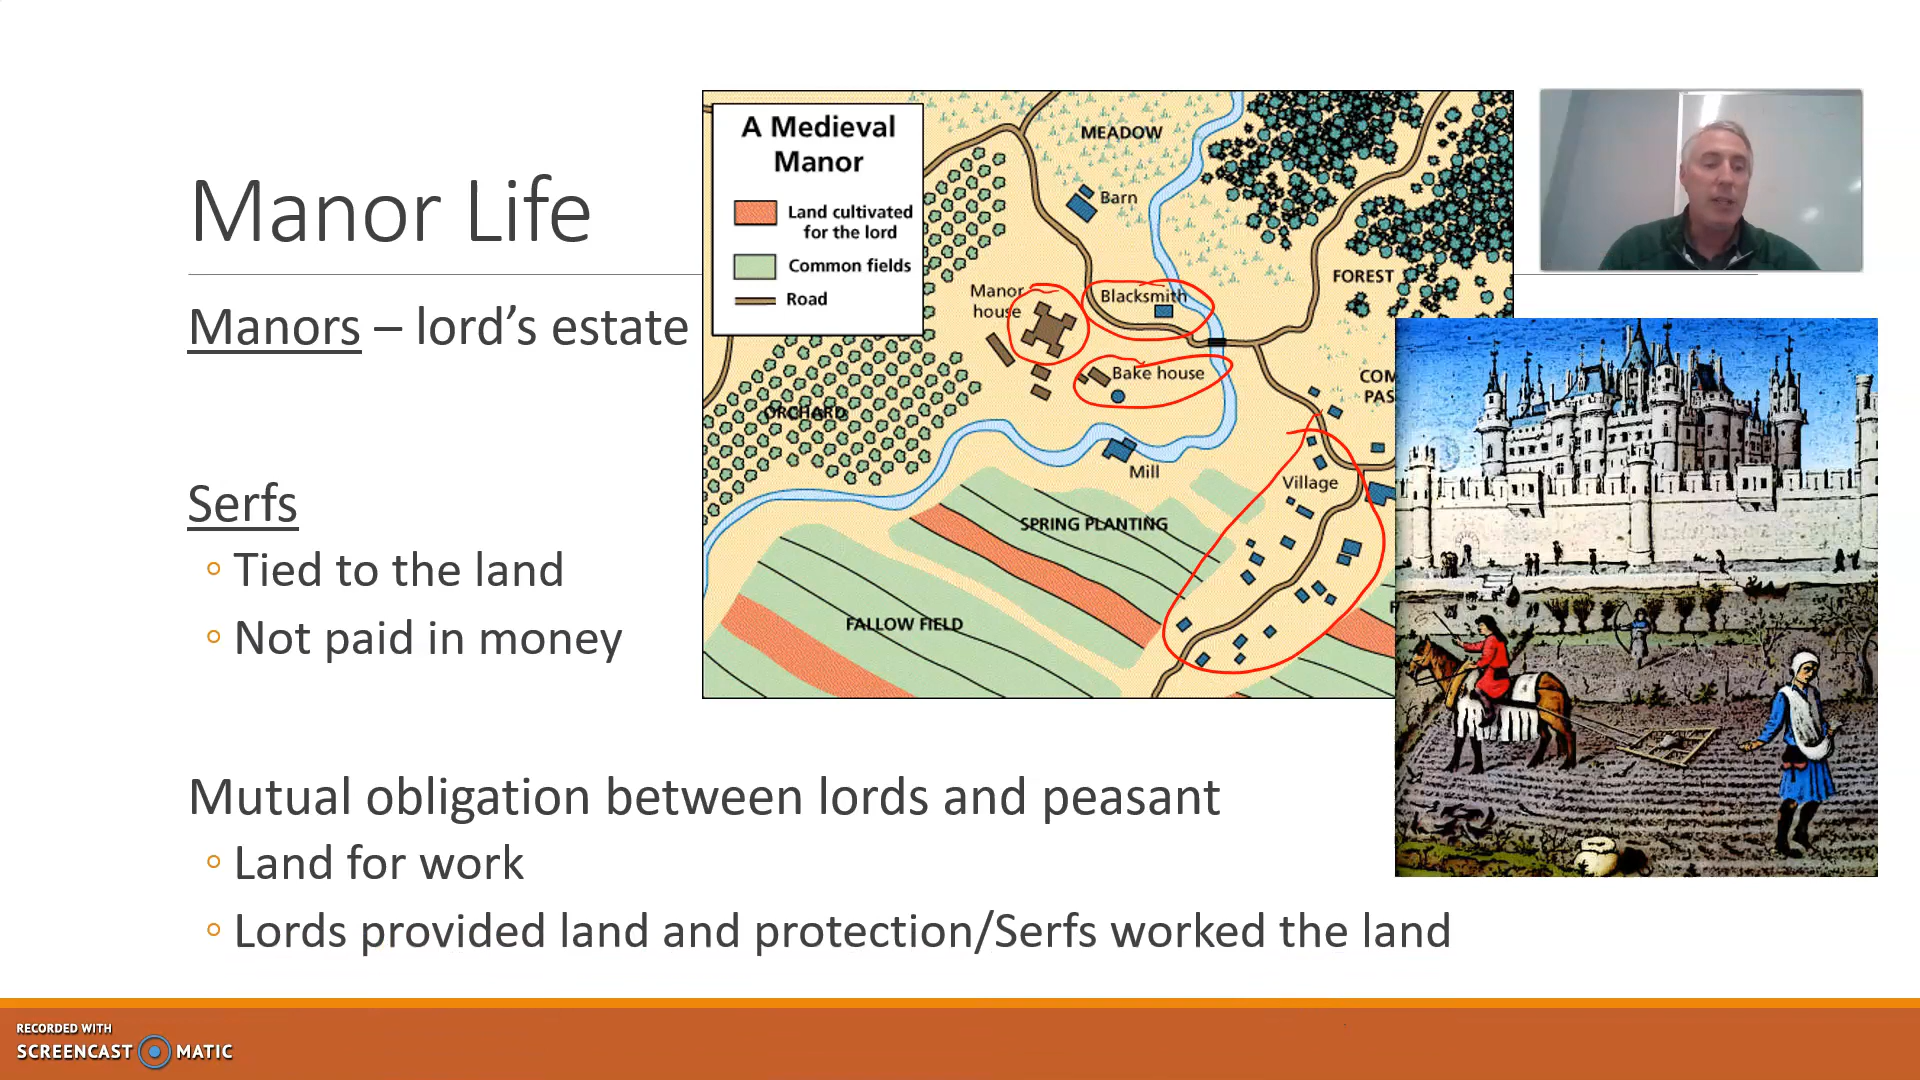 Manor Life
Manors – lord's estate
Serfs
Tied to the land
Not paid in money
Mutual obligation between lords and peasant
Land for work
Lords provided land and protection/Serfs worked the land
A Medieval
Manor
Land cultivated
for the lord
Common fields
Road
MEADOW
Barn
FOREST
Manor
house
Blacksmith
Bake house
COM
PAS
ORCHARD
Mill
Village
SPRING PLANTING
FALLOW FIELD
F
RECORDED WITH
SCREENCAST MATIC